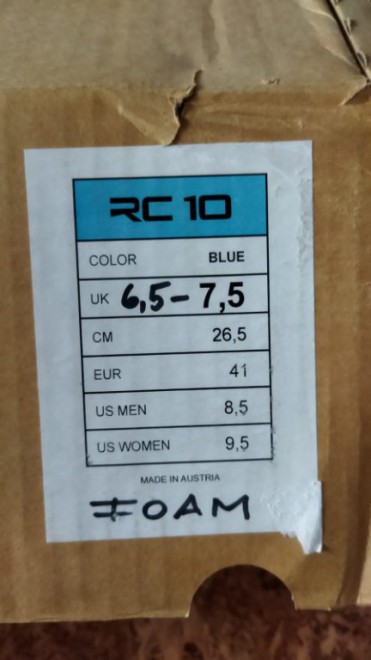 RC 10
COLOR BLUE
UK 6,5- 7,5
CM 26,5
EUR 41
US MEN 8,5
US WOMEN 9,5
MADE IN AUSTRIA
FOAM